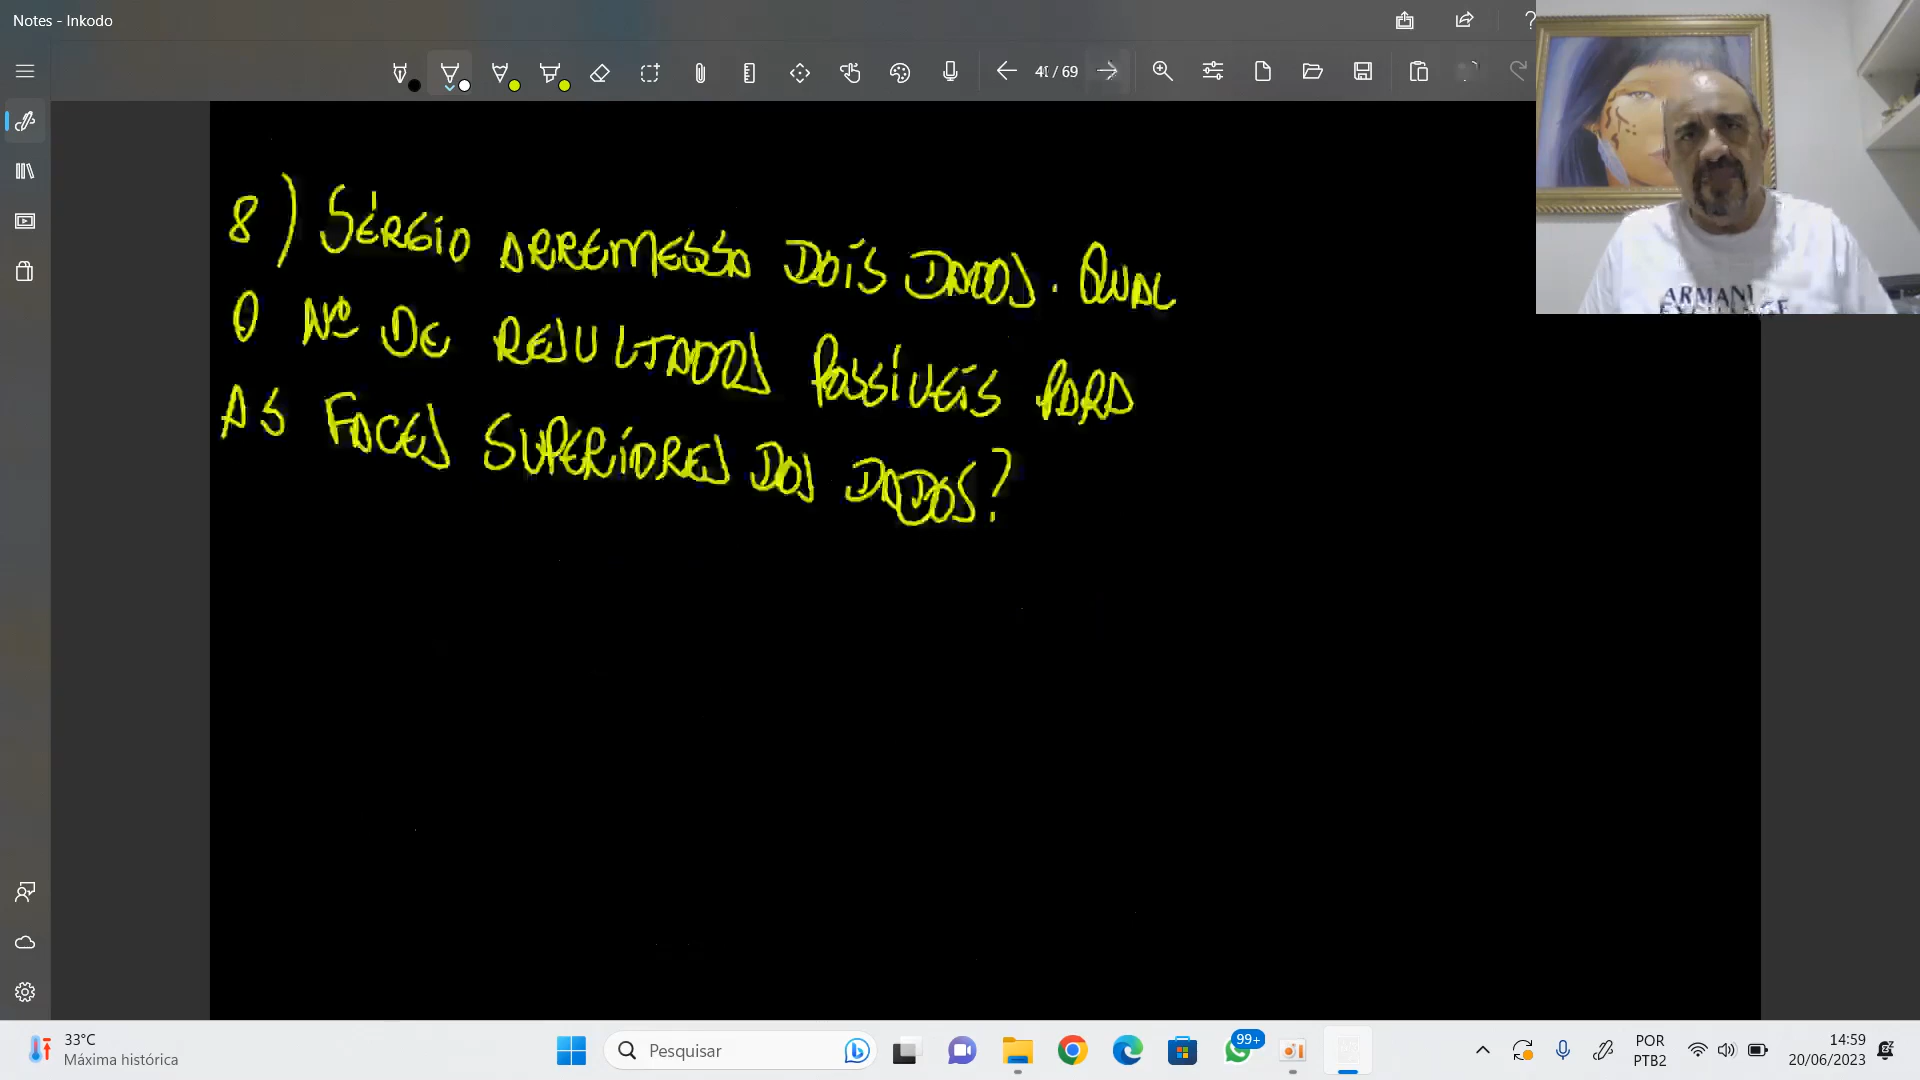 Notes - Inkodo
41 / 69
8) SÉRGIO ARREMESSA DOIS DADOS. QUAL
O Nº DE RESULTADOS POSSÍVEIS PARA
AS FACES SUPERIORES DOS DADOS?
ARMANI
33°C
Máxima histórica
Pesquisar
99+
POR
PTB2
14:59
20/06/2023